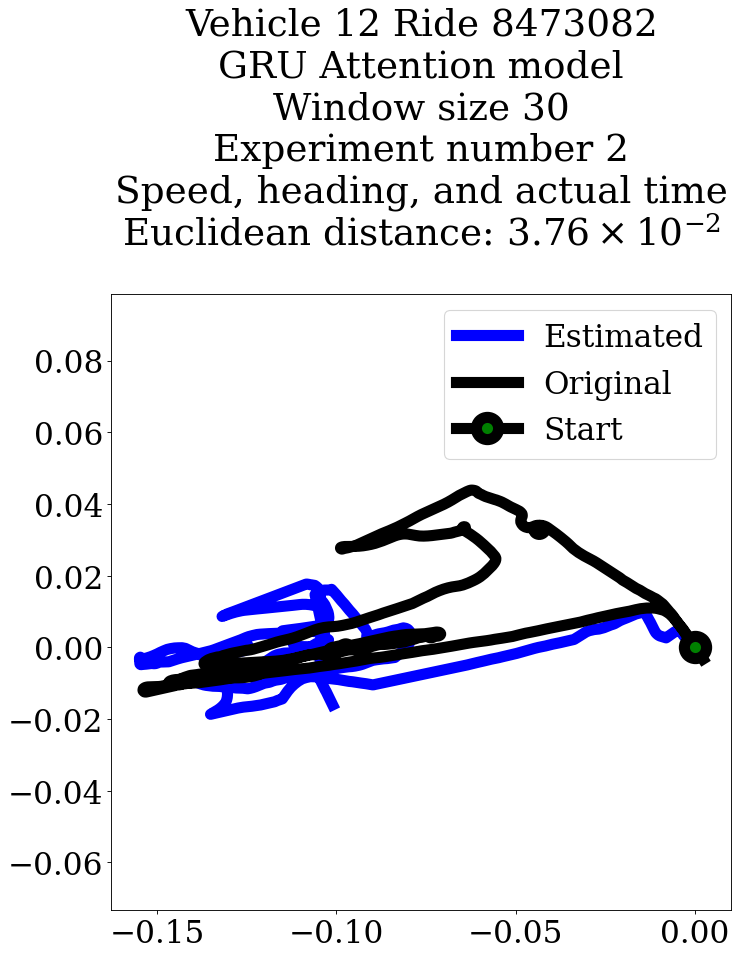 Vehicle 12 Ride 8473082
GRU Attention model
Window size 30
Experiment number 2
Speed, heading, and actual time
Euclidean distance: 3.76 × 10⁻²
Estimated
Original
Start
0.08
0.06
0.04
0.02
0.00
−0.02
−0.04
−0.06
−0.15
−0.10
−0.05
0.00